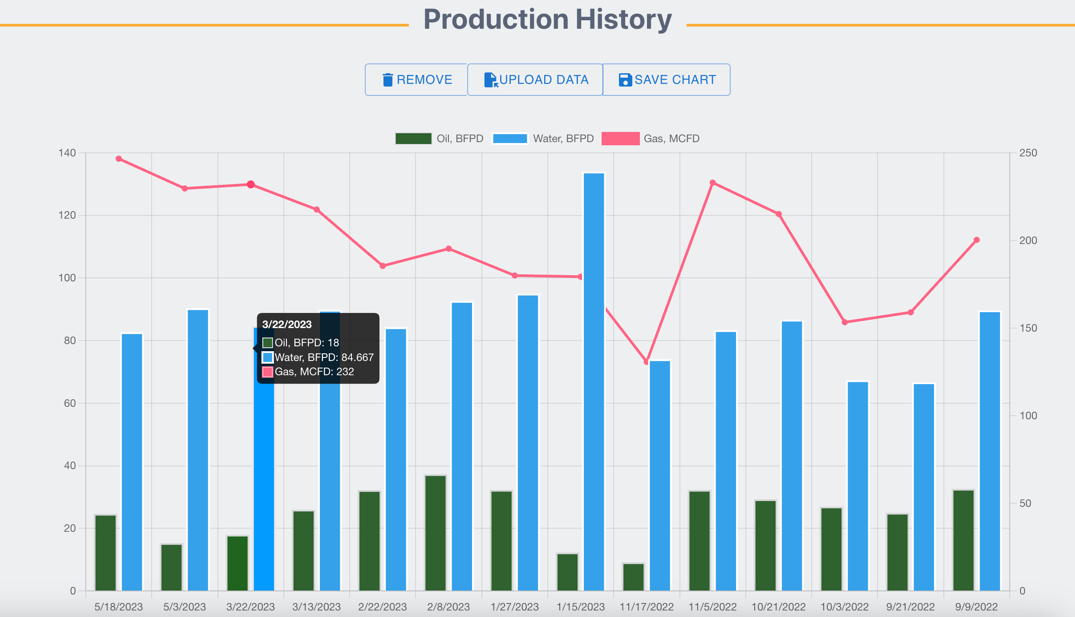 Production History
REMOVE UPLOAD DATA SAVE CHART
Oil, BFPD Water, BFPD Gas, MCFD
140 250
120
200
100
80 150
3/22/2023
Oil, BFPD: 18
Water, BFPD: 84.667
Gas, MCFD: 232
60 100
40
50
20
0 0
5/18/2023 5/3/2023 3/22/2023 3/13/2023 2/22/2023 2/8/2023 1/27/2023 1/15/2023 11/17/2022 11/5/2022 10/21/2022 10/3/2022 9/21/2022 9/9/2022